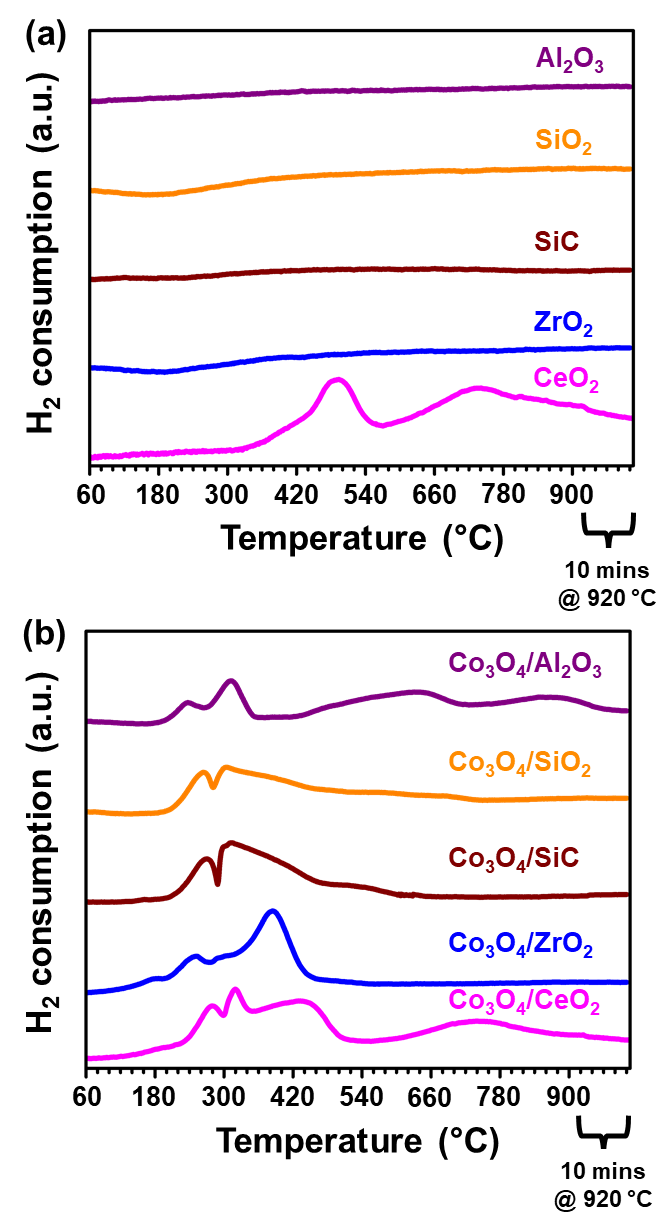 (a)
H₂ consumption (a.u.)
Al₂O₃
SiO₂
SiC
ZrO₂
CeO₂
60 180 300 420 540 660 780 900
Temperature (°C)
10 mins
@ 920 °C
(b)
H₂ consumption (a.u.)
Co₃O₄/Al₂O₃
Co₃O₄/SiO₂
Co₃O₄/SiC
Co₃O₄/ZrO₂
Co₃O₄/CeO₂
60 180 300 420 540 660 780 900
Temperature (°C)
10 mins
@ 920 °C